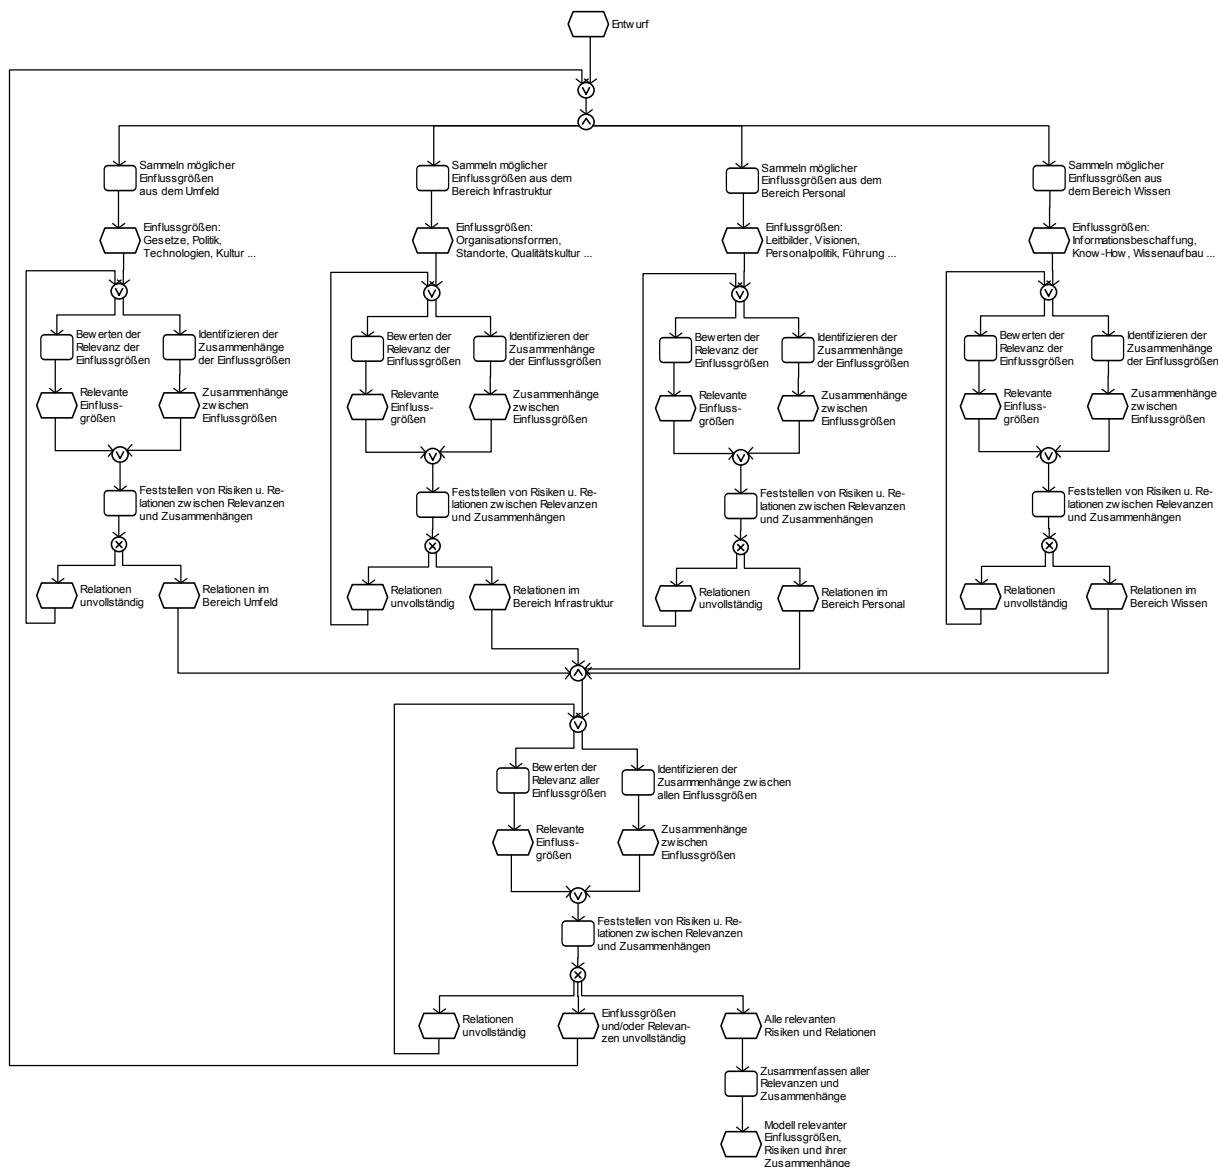 Entwurf
Sammeln möglicher
Einflussgrößen
aus dem Umfeld
Sammeln möglicher
Einflussgrößen aus dem
Bereich Infrastruktur
Sammeln möglicher
Einflussgrößen aus dem
Bereich Personal
Sammeln möglicher
Einflussgrößen aus
dem Bereich Wissen
Einflussgrößen:
Gesetze, Politik,
Technologien, Kultur ...
Einflussgrößen:
Organisationsformen,
Standorte, Qualitätskultur ...
Einflussgrößen:
Leitbilder, Visionen,
Personalpolitik, Führung ...
Einflussgrößen:
Informationsbeschaffung,
Know-How, Wissenaufbau ...
Bewerten der
Relevanz der
Einflussgrößen
Identifizieren der
Zusammenhänge
der Einflussgrößen
Bewerten der
Relevanz der
Einflussgrößen
Identifizieren der
Zusammenhänge
der Einflussgrößen
Bewerten der
Relevanz der
Einflussgrößen
Identifizieren der
Zusammenhänge
der Einflussgrößen
Bewerten der
Relevanz der
Einflussgrößen
Identifizieren der
Zusammenhänge
der Einflussgrößen
Relevante
Einfluss-
größen
Zusammenhänge
zwischen
Einflussgrößen
Relevante
Einfluss-
größen
Zusammenhänge
zwischen
Einflussgrößen
Relevante
Einfluss-
größen
Zusammenhänge
zwischen
Einflussgrößen
Relevante
Einfluss-
größen
Zusammenhänge
zwischen
Einflussgrößen
Feststellen von Risiken u. Re-
lationen zwischen Relevanzen
und Zusammenhängen
Feststellen von Risiken u. Re-
lationen zwischen Relevanzen
und Zusammenhängen
Feststellen von Risiken u. Re-
lationen zwischen Relevanzen
und Zusammenhängen
Feststellen von Risiken u. Re-
lationen zwischen Relevanzen
und Zusammenhängen
Relationen
unvollständig
Relationen im
Bereich Umfeld
Relationen
unvollständig
Relationen im
Bereich Infrastruktur
Relationen
unvollständig
Relationen im
Bereich Personal
Relationen
unvollständig
Relationen im
Bereich Wissen
Bewerten der
Relevanz aller
Einflussgrößen
Identifizieren der
Zusammenhänge zwischen
allen Einflussgrößen
Relevante
Einfluss-
größen
Zusammenhänge
zwischen
Einflussgrößen
Feststellen von Risiken u. Re-
lationen zwischen Relevanzen
und Zusammenhängen
Relationen
unvollständig
Einflussgrößen
und/oder Relevan-
zen unvollständig
Alle relevanten
Risiken und Relationen
Zusammenfassen aller
Relevanzen und
Zusammenhänge
Modell relevanter
Einflussgrößen,
Risiken und ihrer
Zusammenhänge